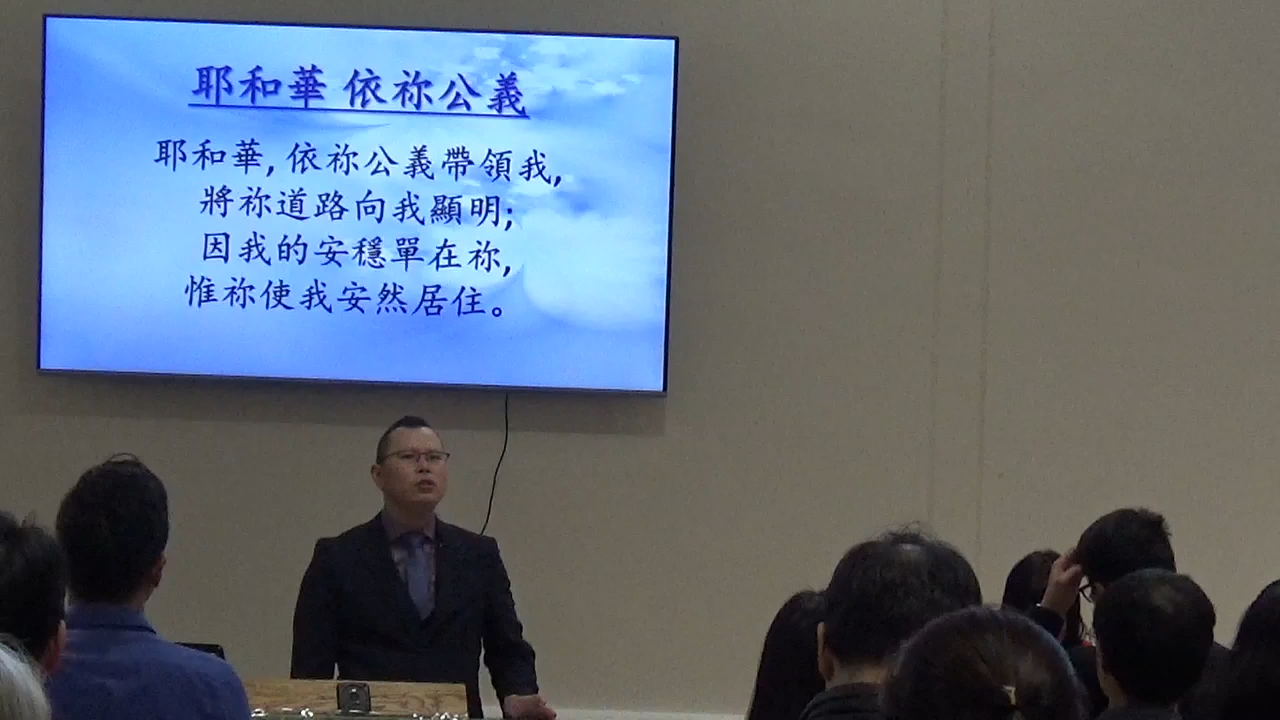 耶和華 依祢公義
耶和華, 依祢公義帶領我,
將祢道路向我顯明;
因我的安穩單在祢,
惟祢使我安然居住。